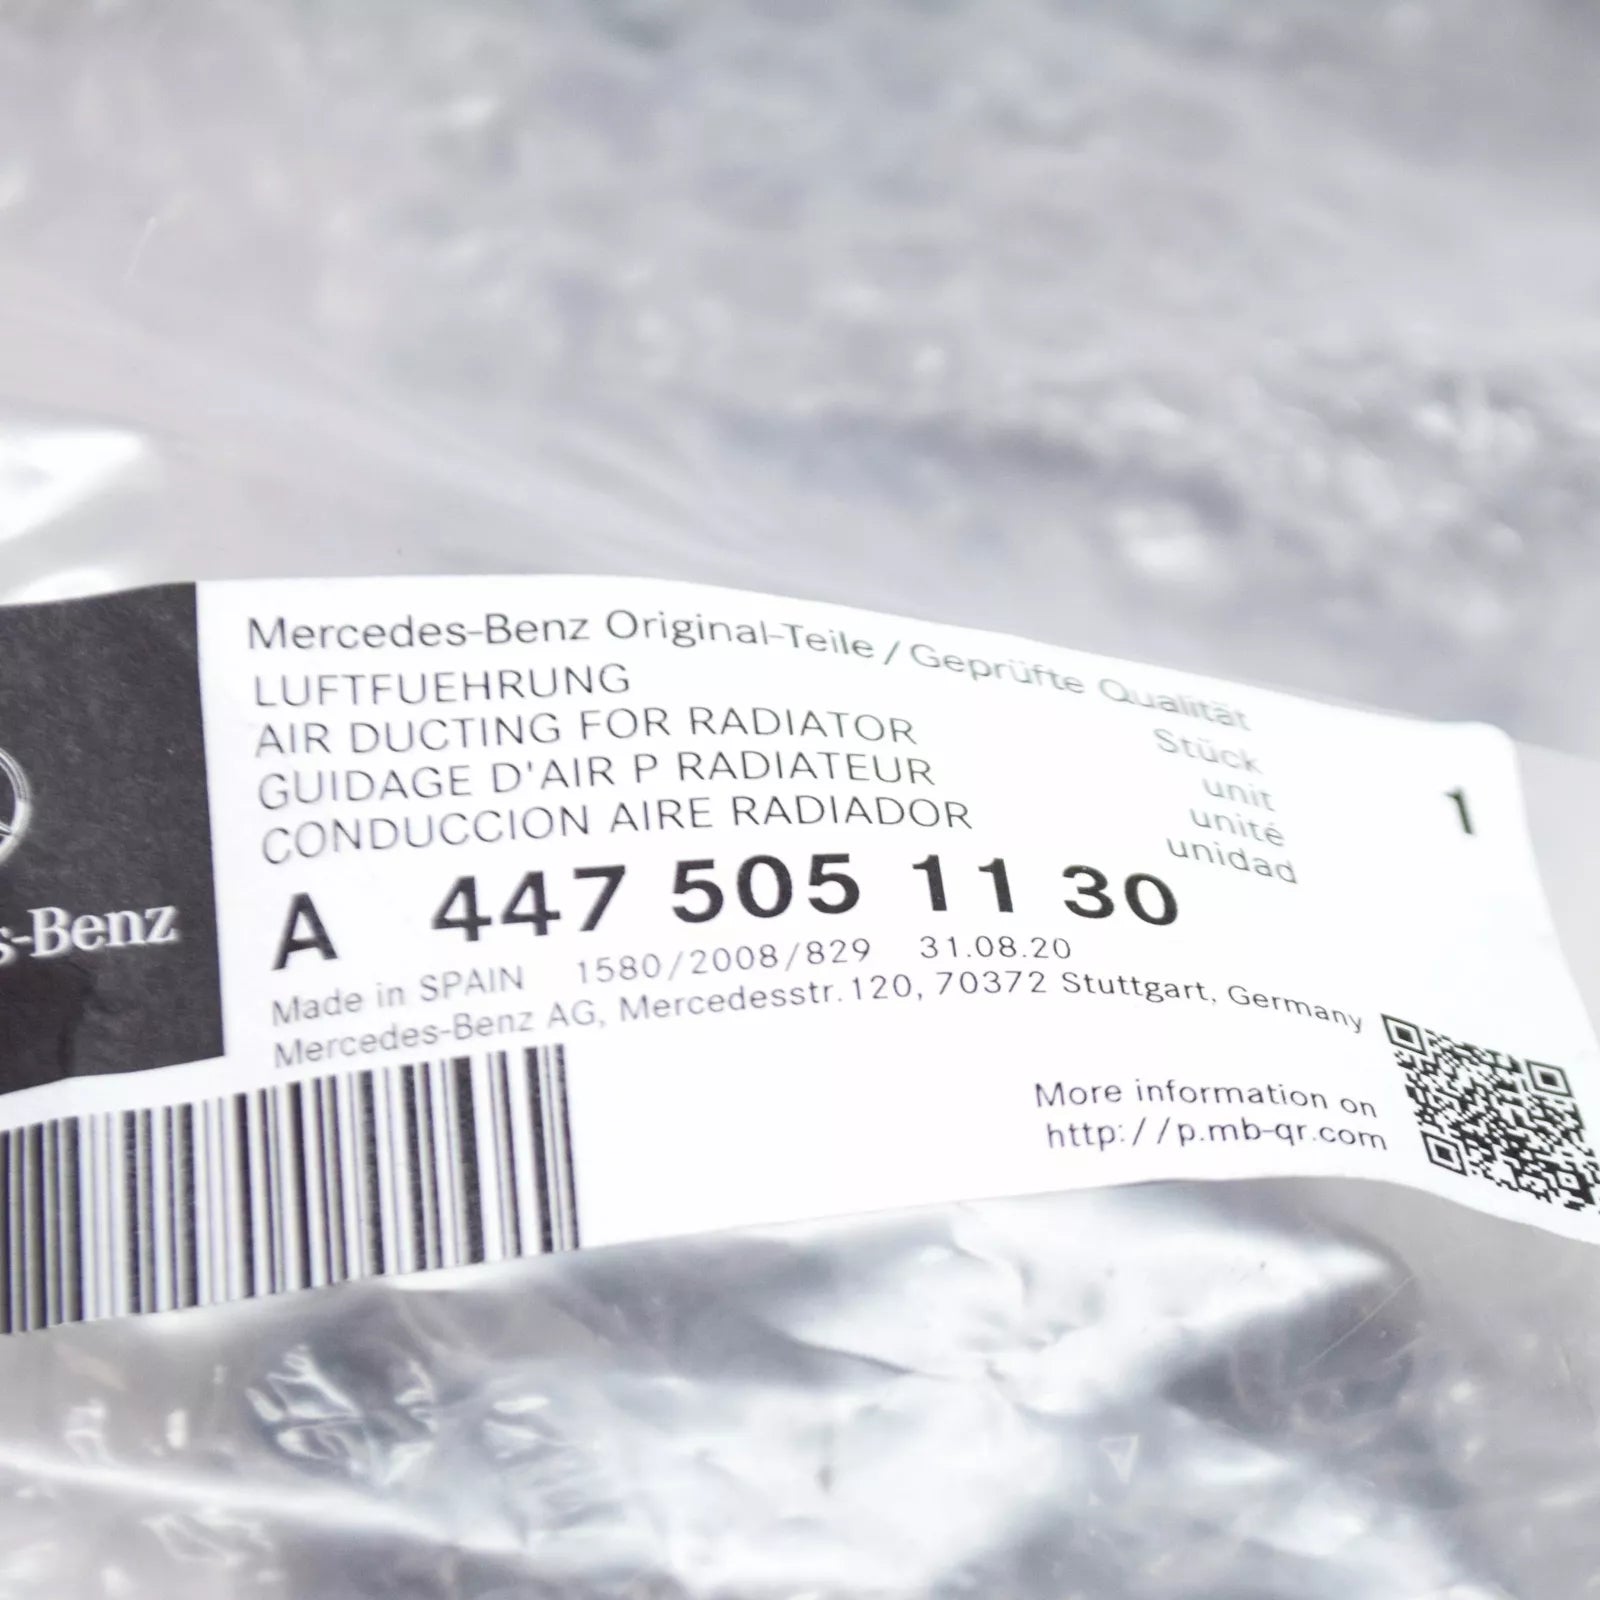 Mercedes-Benz Original-Teile / Geprüfte Qualität
LUFTFUEHRUNG
AIR DUCTING FOR RADIATOR
GUIDAGE D'AIR P RADIATEUR
CONDUCCION AIRE RADIADOR
Stück
unit
unité
unidad
1
A 447 505 11 30
Made in SPAIN 1580/2008/829 31.08.20
Mercedes-Benz AG, Mercedesstr. 120, 70372 Stuttgart, Germany
s-Benz
More information on
http://p.mb-qr.com